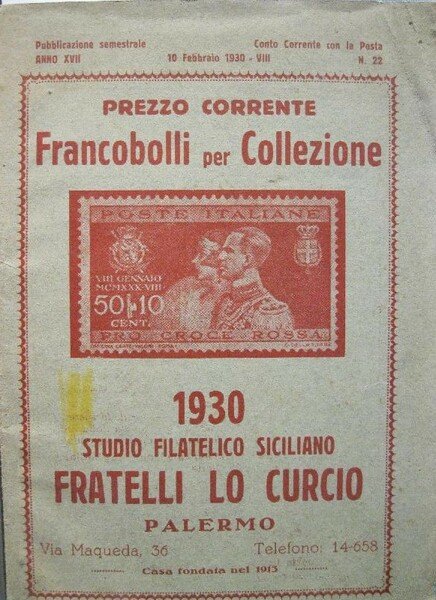 Pubblicazione semestrale Conto Corrente con la Posta
ANNO XVII 10 Febbraio 1930 - VIII N. 22
PREZZO CORRENTE
Francobolli per Collezione
POSTE ITALIANE
VIII GENNAIO
MCMXXX-VIII
50+10
CENT.
PRO CROCE ROSSA
1930
STUDIO FILATELICO SICILIANO
FRATELLI LO CURCIO
PALERMO
Via Maqueda, 36 Telefono: 14-658
Casa fondata nel 1913